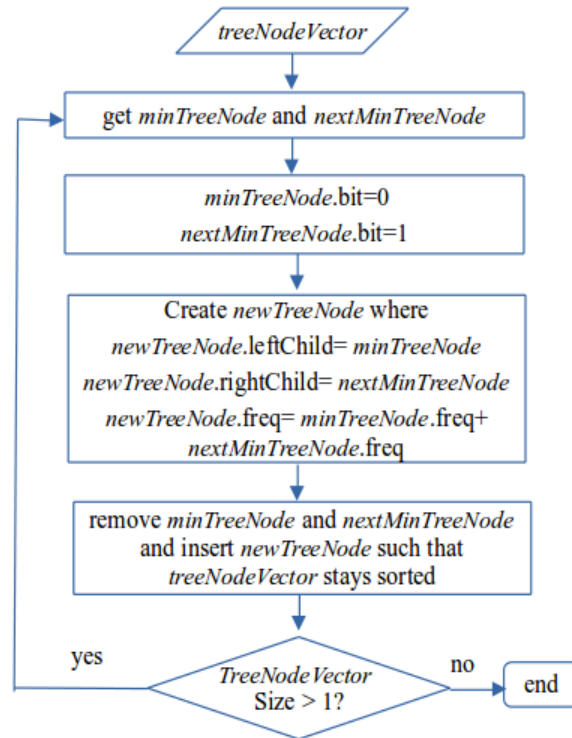 treeNodeVector
get minTreeNode and nextMinTreeNode
minTreeNode.bit=0
nextMinTreeNode.bit=1
Create newTreeNode where
newTreeNode.leftChild= minTreeNode
newTreeNode.rightChild= nextMinTreeNode
newTreeNode.freq= minTreeNode.freq+
nextMinTreeNode.freq
remove minTreeNode and nextMinTreeNode
and insert newTreeNode such that
treeNodeVector stays sorted
yes
TreeNodeVector
Size > 1?
no
end